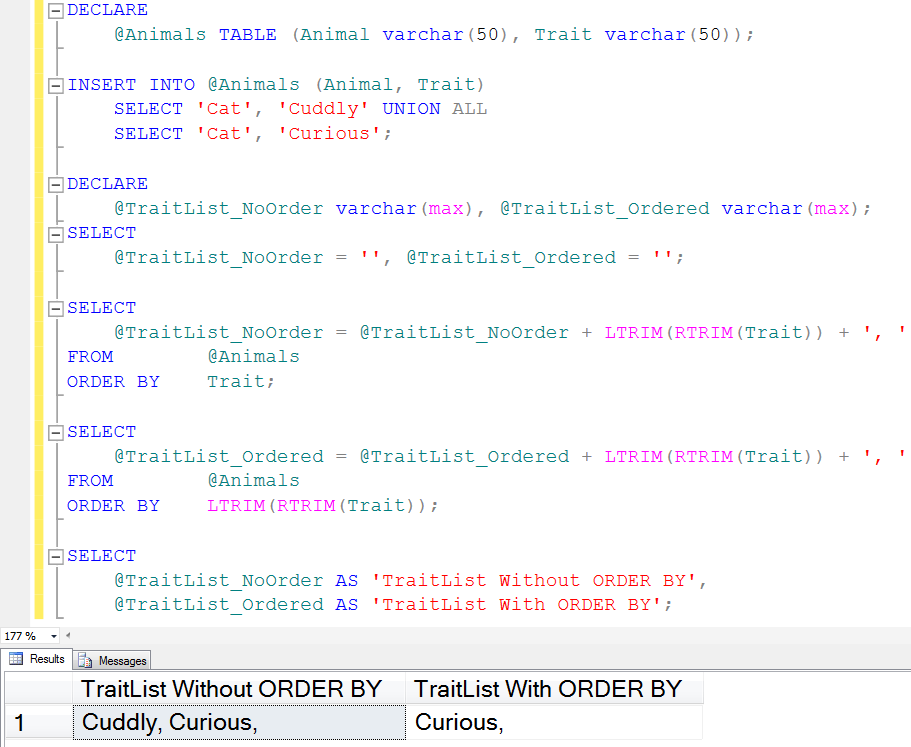 DECLARE
@Animals TABLE (Animal varchar(50), Trait varchar(50));
INSERT INTO @Animals (Animal, Trait)
SELECT 'Cat', 'Cuddly' UNION ALL
SELECT 'Cat', 'Curious';
DECLARE
@TraitList_NoOrder varchar(max), @TraitList_Ordered varchar(max);
SELECT
@TraitList_NoOrder = '', @TraitList_Ordered = '';
SELECT
@TraitList_NoOrder = @TraitList_NoOrder + LTRIM(RTRIM(Trait)) + ', '
FROM @Animals
ORDER BY Trait;
SELECT
@TraitList_Ordered = @TraitList_Ordered + LTRIM(RTRIM(Trait)) + ', '
FROM @Animals
ORDER BY LTRIM(RTRIM(Trait));
SELECT
@TraitList_NoOrder AS 'TraitList Without ORDER BY',
@TraitList_Ordered AS 'TraitList With ORDER BY';
177 %
Results Messages
TraitList Without ORDER BY TraitList With ORDER BY
1 Cuddly, Curious, Curious,